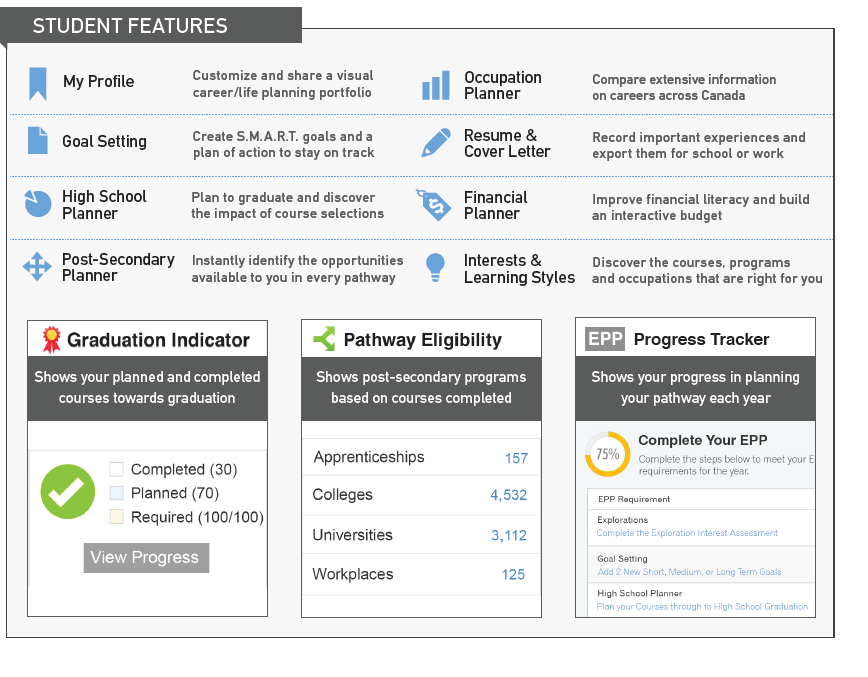 STUDENT FEATURES
My Profile
Customize and share a visual
career/life planning portfolio
Occupation
Planner
Compare extensive information
on careers across Canada
Goal Setting
Create S.M.A.R.T. goals and a
plan of action to stay on track
Resume &
Cover Letter
Record important experiences and
export them for school or work
High School
Planner
Plan to graduate and discover
the impact of course selections
$
Financial
Planner
Improve financial literacy and build
an interactive budget
Post-Secondary
Planner
Instantly identify the opportunities
available to you in every pathway
Interests &
Learning Styles
Discover the courses, programs
and occupations that are right for you
Graduation Indicator
Shows your planned and completed
courses towards graduation
Completed (30)
Planned (70)
Required (100/100)
View Progress
Pathway Eligibility
Shows post-secondary programs
based on courses completed
Apprenticeships 157
Colleges 4,532
Universities 3,112
Workplaces 125
EPP Progress Tracker
Shows your progress in planning
your pathway each year
75%
Complete Your EPP
Complete the steps below to meet your E
requirements for the year.
EPP Requirement
Explorations
Complete the Exploration Interest Assessment
Goal Setting
Add 2 New Short, Medium, or Long Term Goals
High School Planner
Plan your Courses through to High School Graduation